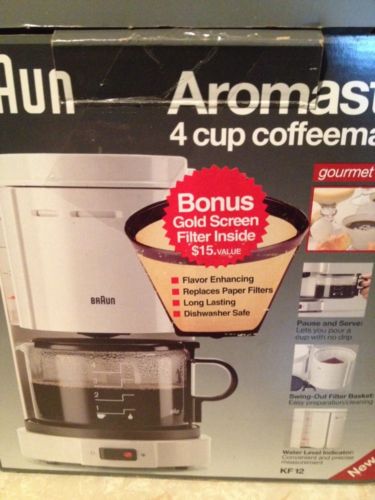 AUN
Aromast
4 cup coffeema
gourmet
Bonus
Gold Screen
Filter Inside
$15. VALUE
Flavor Enhancing
Replaces Paper Filters
Long Lasting
Dishwasher Safe
BRAUN
Pause and Serve:
Lets you pour a
cup with no drip.
Swing-Out Filter Basket:
Easy preparation/cleaning
Water Level Indicator:
Convenient and precise
measurement
KF 12
New